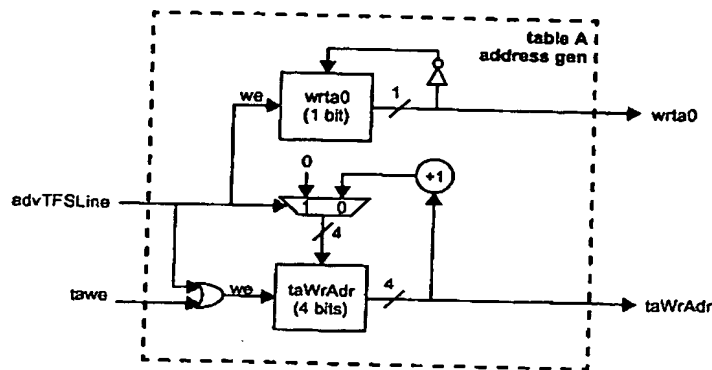 table A
address gen
we
wrta0
(1 bit)
1
wrta0
0
+1
advTFSLine
1 0
4
tawe
we
taWrAdr
(4 bits)
4
taWrAdr